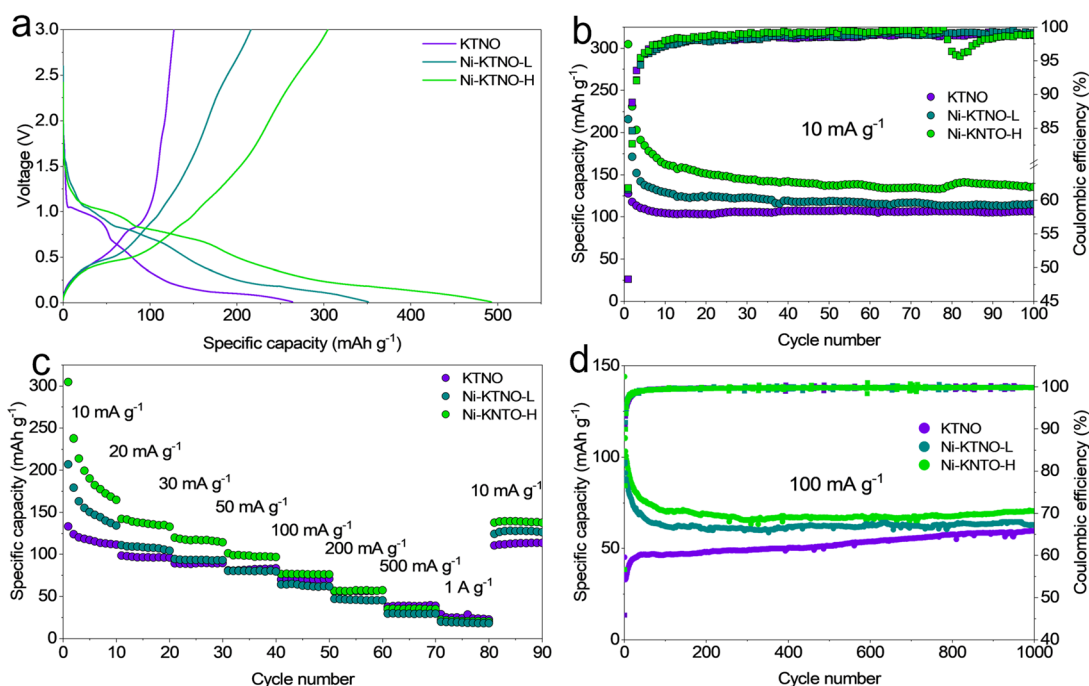 a
3.0
2.5
2.0
1.5
1.0
0.5
0.0
Voltage (V)
0 100 200 300 400 500
Specific capacity (mAh g⁻¹)
KTNO
Ni-KTNO-L
Ni-KTNO-H
b
300
250
200
150
100
50
0
Specific capacity (mAh g⁻¹)
100
95
90
85
60
55
50
45
Coulombic efficiency (%)
KTNO
Ni-KTNO-L
Ni-KNTO-H
10 mA g⁻¹
0 10 20 30 40 50 60 70 80 90 100
Cycle number
c
300
250
200
150
100
50
0
Specific capacity (mAh g⁻¹)
KTNO
Ni-KTNO-L
Ni-KNTO-H
10 mA g⁻¹
20 mA g⁻¹
30 mA g⁻¹
50 mA g⁻¹
100 mA g⁻¹
200 mA g⁻¹
500 mA g⁻¹
1 A g⁻¹
10 mA g⁻¹
0 10 20 30 40 50 60 70 80 90
Cycle number
d
150
100
50
0
Specific capacity (mAh g⁻¹)
100
90
80
70
60
50
40
Coulombic efficiency (%)
KTNO
Ni-KTNO-L
Ni-KNTO-H
100 mA g⁻¹
0 200 400 600 800 1000
Cycle number